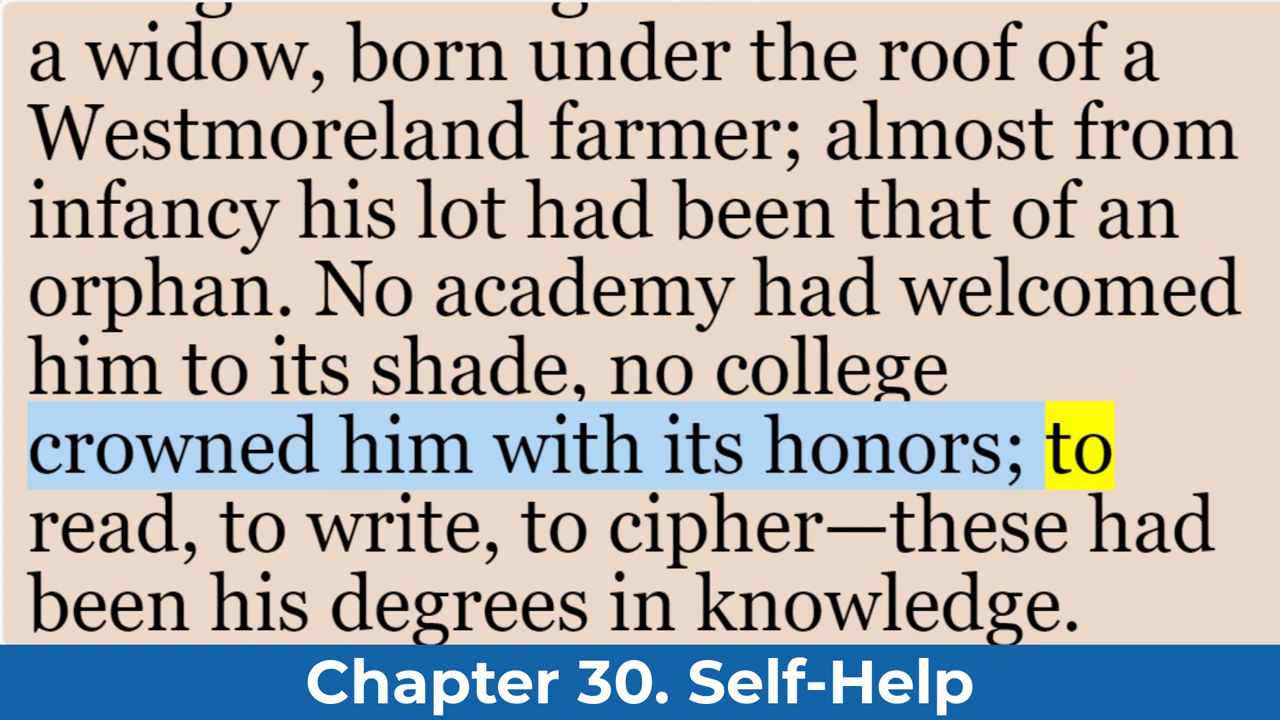 a widow, born under the roof of a
Westmoreland farmer; almost from
infancy his lot had been that of an
orphan. No academy had welcomed
him to its shade, no college
crowned him with its honors; to
read, to write, to cipher—these had
been his degrees in knowledge.
Chapter 30. Self-Help